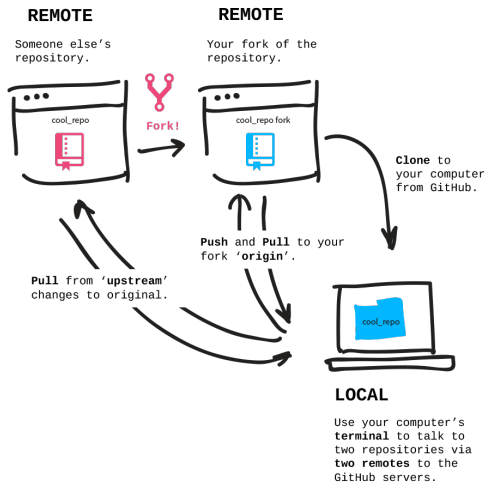 REMOTE
Someone else’s
repository.
cool_repo
Fork!
REMOTE
Your fork of the
repository.
cool_repo fork
Clone to
your computer
from GitHub.
Push and Pull to your
fork ‘origin’.
Pull from ‘upstream’
changes to original.
cool_repo
LOCAL
Use your computer’s
terminal to talk to
two repositories via
two remotes to the
GitHub servers.